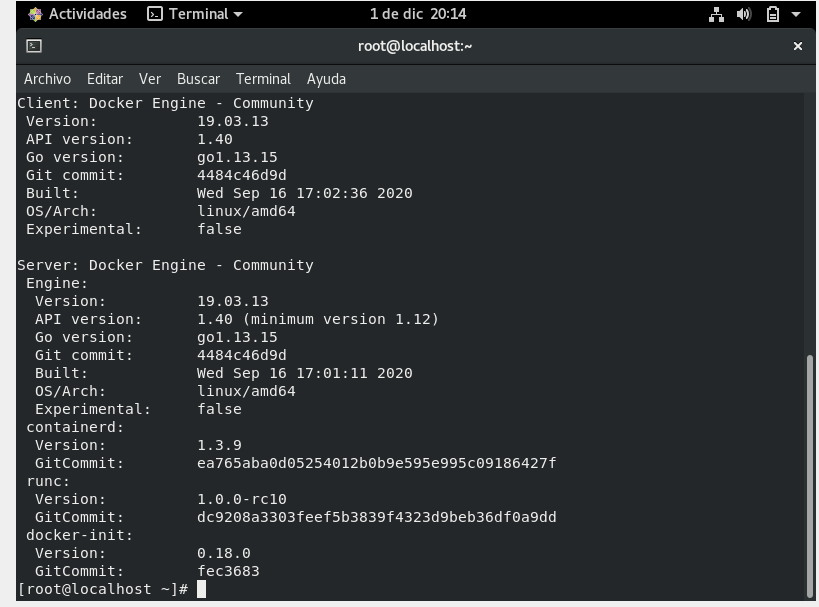 Actividades Terminal 1 de dic 20:14
root@localhost:~
Archivo Editar Ver Buscar Terminal Ayuda
Client: Docker Engine - Community
Version: 19.03.13
API version: 1.40
Go version: go1.13.15
Git commit: 4484c46d9d
Built: Wed Sep 16 17:02:36 2020
OS/Arch: linux/amd64
Experimental: false
Server: Docker Engine - Community
Engine:
Version: 19.03.13
API version: 1.40 (minimum version 1.12)
Go version: go1.13.15
Git commit: 4484c46d9d
Built: Wed Sep 16 17:01:11 2020
OS/Arch: linux/amd64
Experimental: false
containerd:
Version: 1.3.9
GitCommit: ea765aba0d05254012b0b9e595e995c09186427f
runc:
Version: 1.0.0-rc10
GitCommit: dc9208a3303feef5b3839f4323d9beb36df0a9dd
docker-init:
Version: 0.18.0
GitCommit: fec3683
[root@localhost ~]#